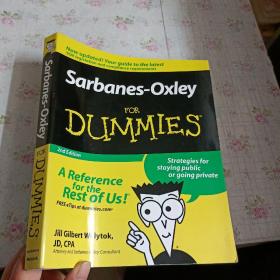 Now updated! Your guide to the latest
Sarbanes-Oxley
FOR
DUMMIES
2nd Edition
Strategies for
staying public
or going private
A Reference
for the
Rest of Us!
FREE eTips at dummies.com
Jill Gilbert Welytok,
JD, CPA
Sarbanes-Oxley
FOR
DUMMIES